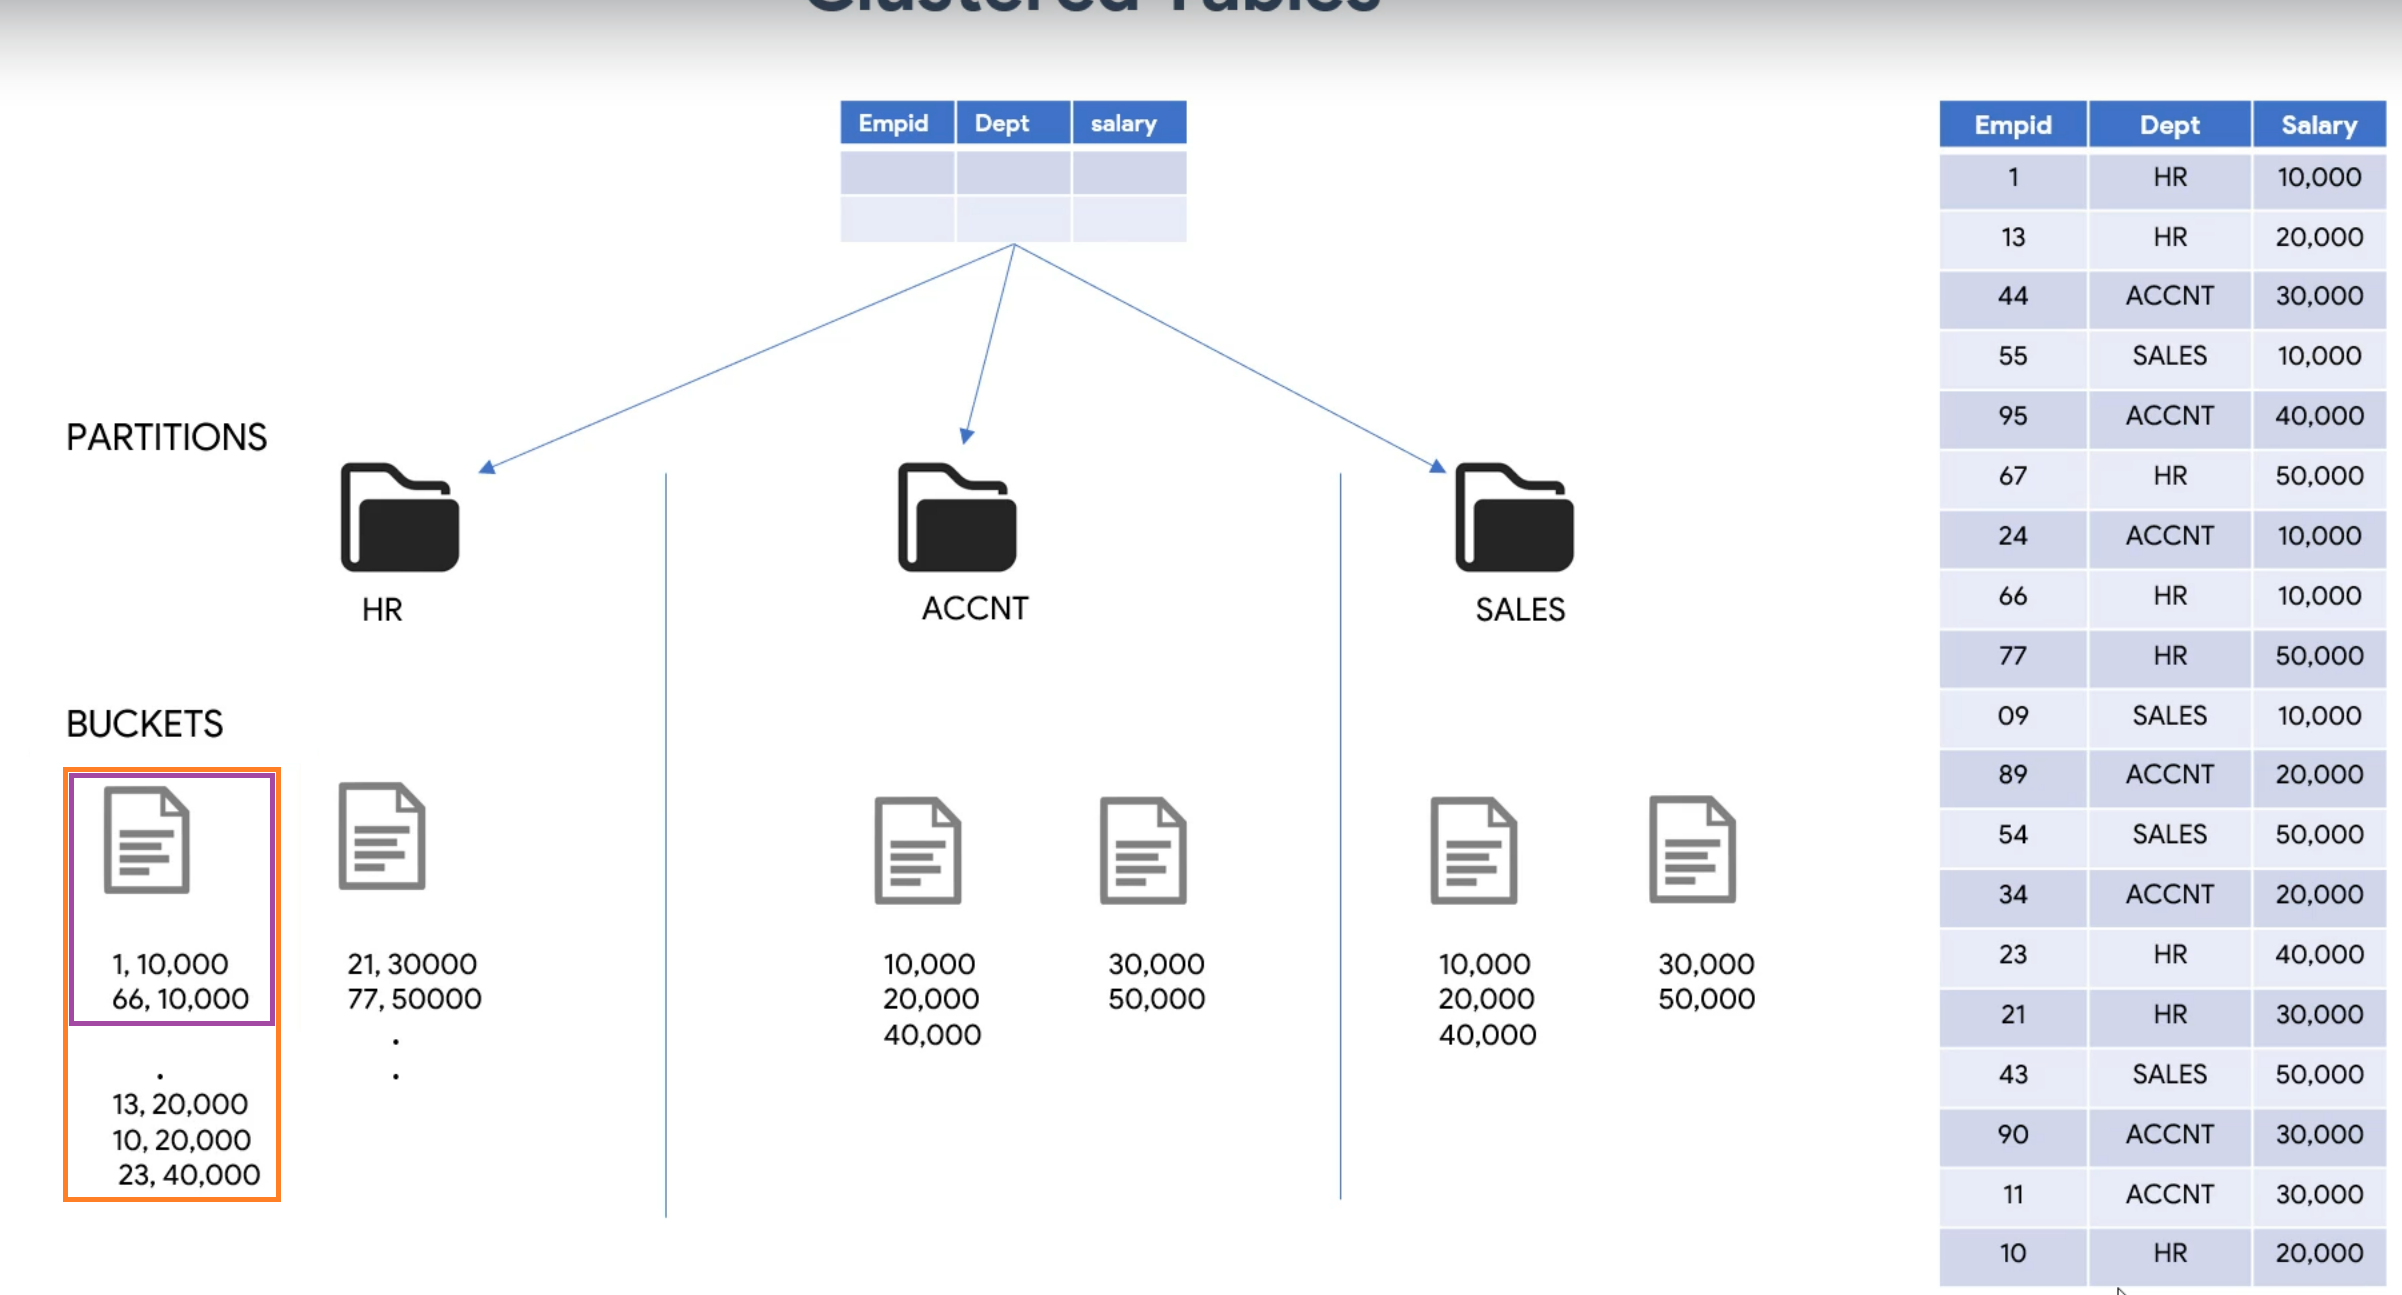 Clustered Tables
Empid Dept salary
PARTITIONS
HR
ACCNT
SALES
BUCKETS
1, 10,000
66, 10,000
.
13, 20,000
10, 20,000
23, 40,000
21, 30000
77, 50000
.
.
10,000
20,000
40,000
30,000
50,000
10,000
20,000
40,000
30,000
50,000
Empid Dept Salary
1 HR 10,000
13 HR 20,000
44 ACCNT 30,000
55 SALES 10,000
95 ACCNT 40,000
67 HR 50,000
24 ACCNT 10,000
66 HR 10,000
77 HR 50,000
09 SALES 10,000
89 ACCNT 20,000
54 SALES 50,000
34 ACCNT 20,000
23 HR 40,000
21 HR 30,000
43 SALES 50,000
90 ACCNT 30,000
11 ACCNT 30,000
10 HR 20,000